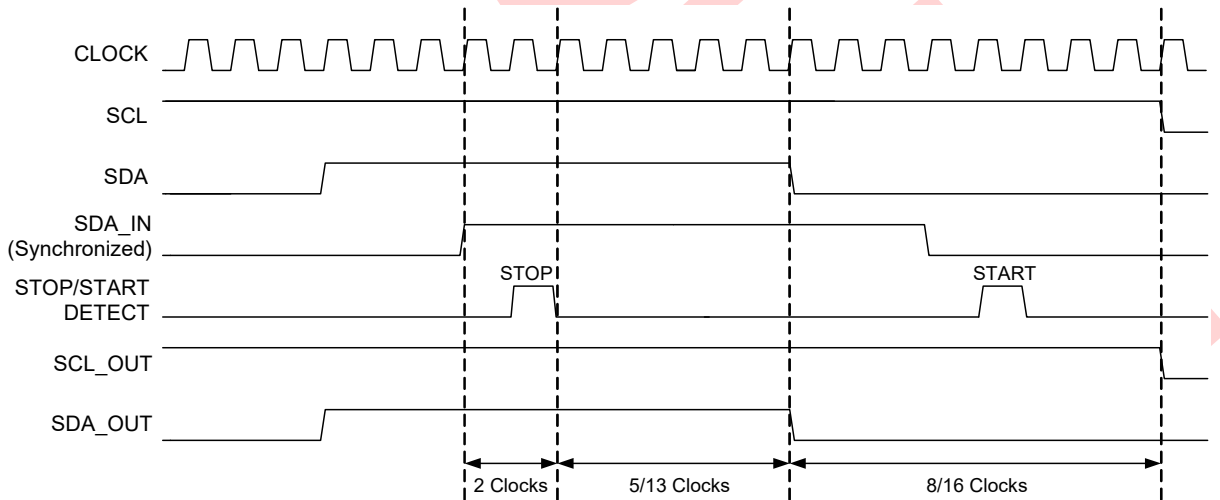 CLOCK
SCL
SDA
SDA_IN
(Synchronized)
STOP
START
STOP/START
DETECT
SCL_OUT
SDA_OUT
2 Clocks
5/13 Clocks
8/16 Clocks